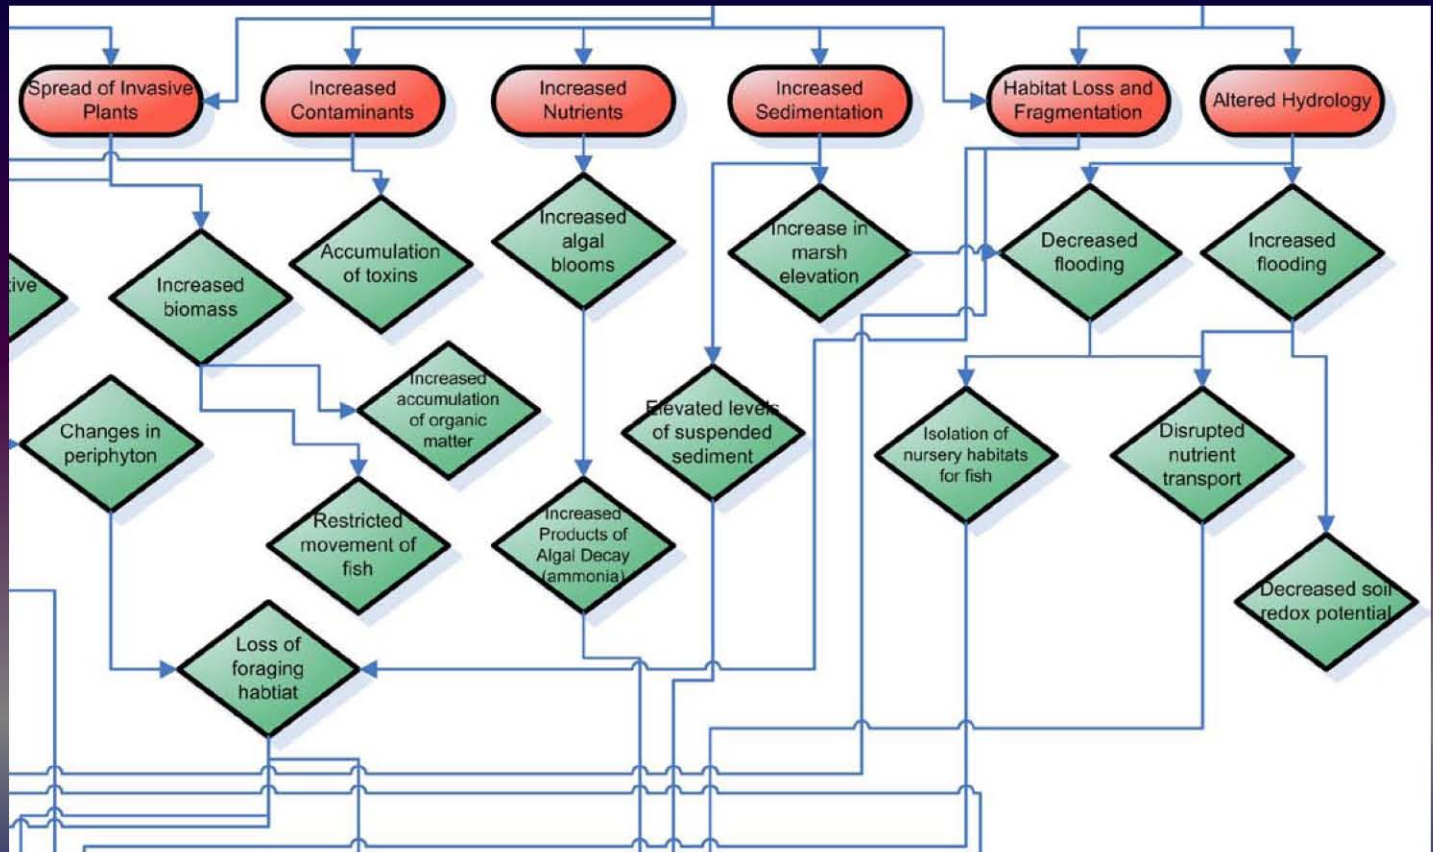 Spread of Invasive
Plants
Increased
Contaminants
Increased
Nutrients
Increased
Sedimentation
Habitat Loss and
Fragmentation
Altered Hydrology
Increased
biomass
Accumulation
of toxins
Increased
algal
blooms
Increase in
marsh
elevation
Decreased
flooding
Increased
flooding
Changes in
periphyton
Increased
accumulation
of organic
matter
Elevated levels
of suspended
sediment
Isolation of
nursery habitats
for fish
Disrupted
nutrient
transport
Restricted
movement of
fish
Increased
Products of
Algal Decay
(ammonia)
Decreased soil
redox potential
Loss of
foraging
habtiat